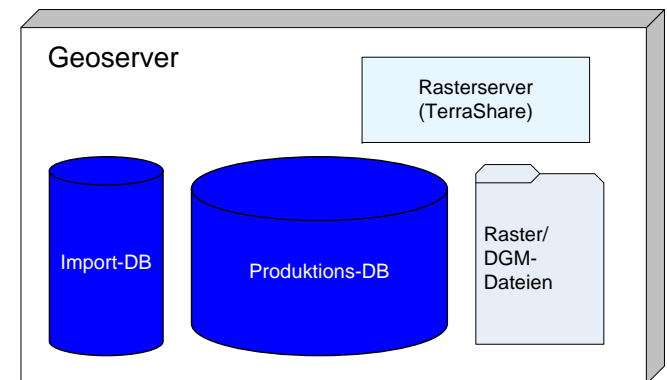 Geoserver
Rasterserver
(TerraShare)
Import-DB
Produktions-DB
Raster/
DGM-
Dateien